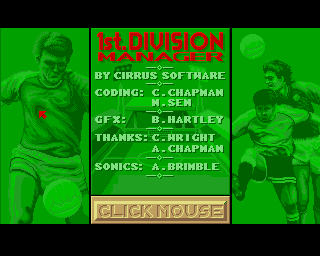 1st. DIVISION
MANAGER
BY CIRRUS SOFTWARE
CODING: C. CHAPMAN
N. SEN
GFX: B. HARTLEY
THANKS: C. WRIGHT
A. CHAPMAN
SONICS: A. BRIMBLE
CLICK MOUSE